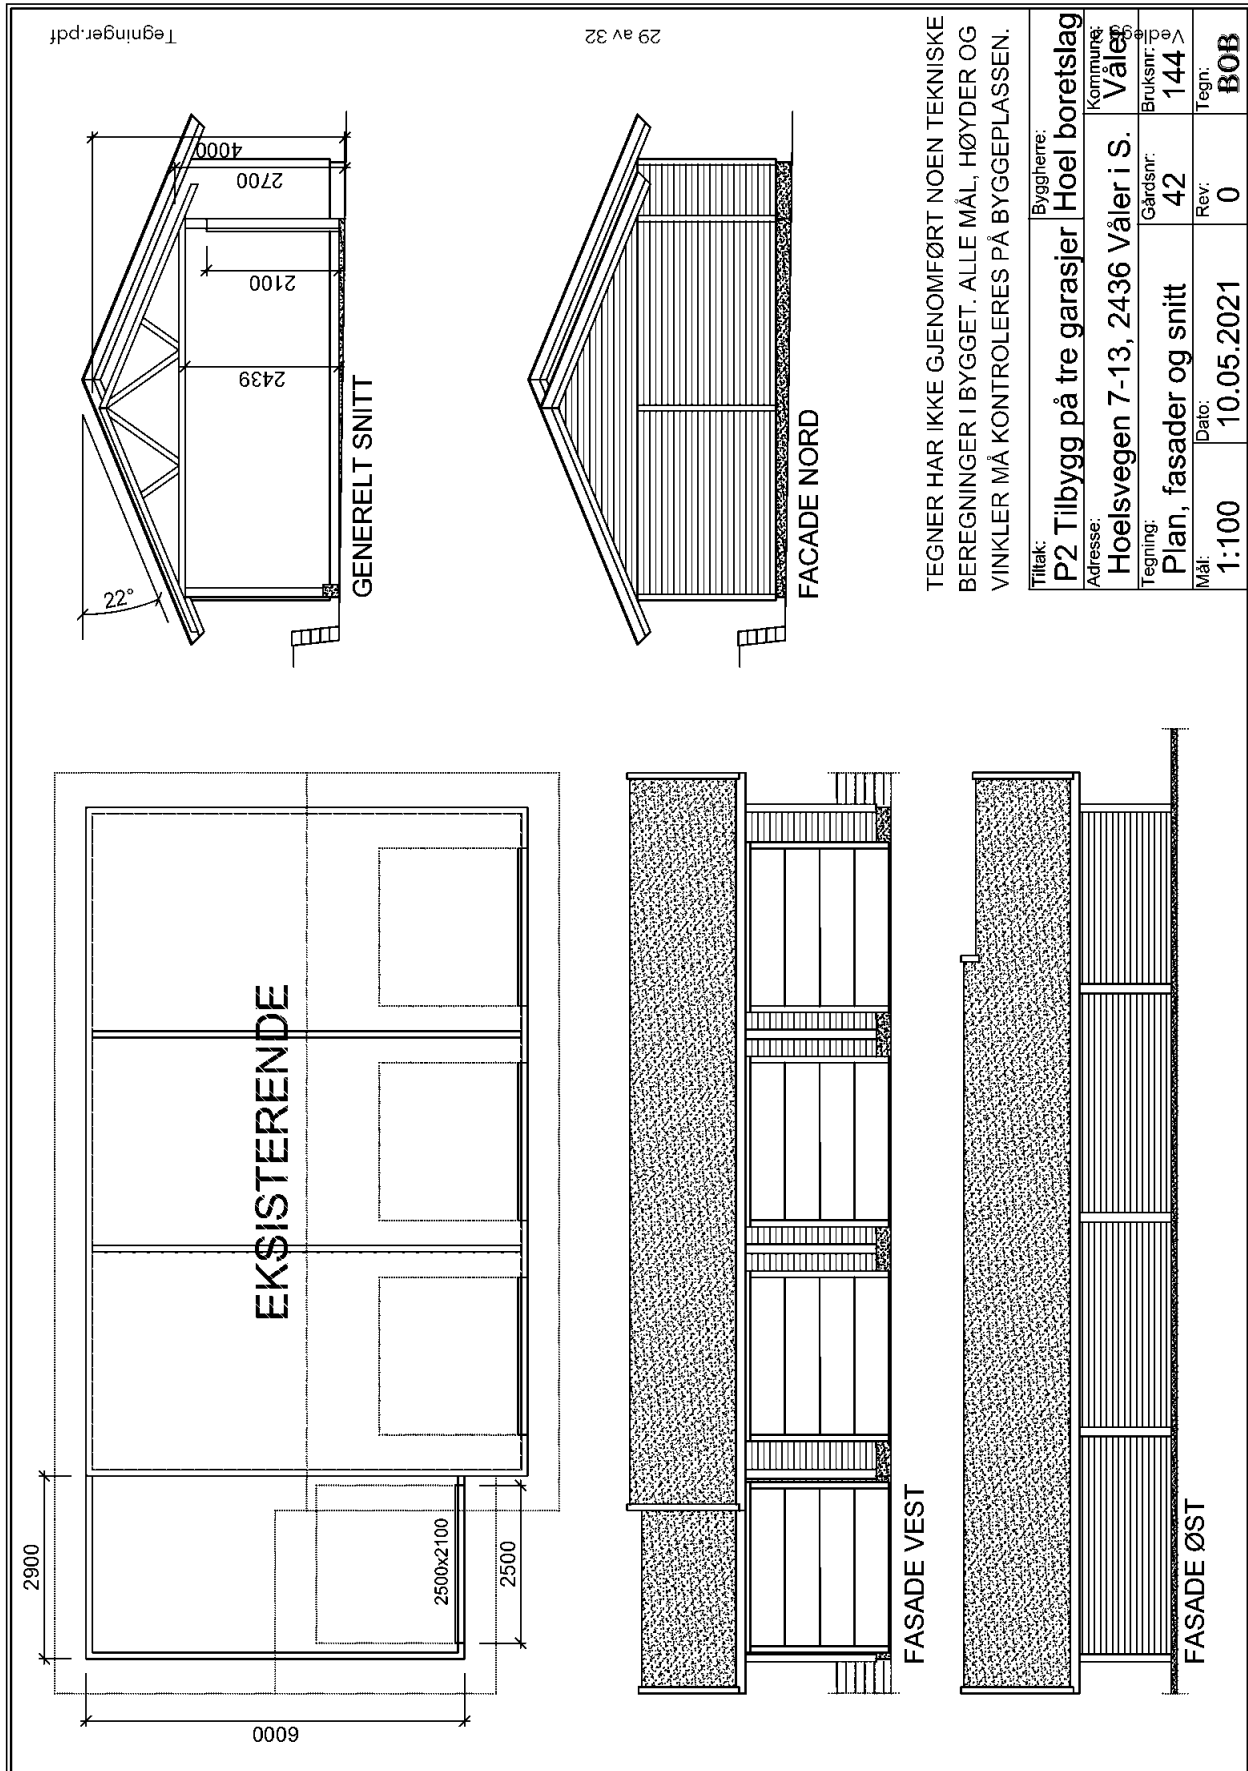 Tegninger.pdf
29 av 32
Vedlegg 2
2900
6000
2500x2100
2500
EKSISTERENDE
22°
4000
2700
2100
2439
GENERELT SNITT
FACADE NORD
FASADE VEST
FASADE ØST
TEGNER HAR IKKE GJENOMFØRT NOEN TEKNISKE
BEREGNINGER I BYGGET. ALLE MÅL, HØYDER OG
VINKLER MÅ KONTROLERES PÅ BYGGEPLASSEN.
Tiltak:
P2 Tilbygg på tre garasjer
Byggherre:
Hoel boretslag
Adresse:
Hoelsvegen 7-13, 2436 Våler i S.
Kommune:
Våler
Tegning:
Plan, fasader og snitt
Gårdsnr:
42
Bruksnr:
144
Mål:
1:100
Dato:
10.05.2021
Rev:
0
Tegn:
BOB